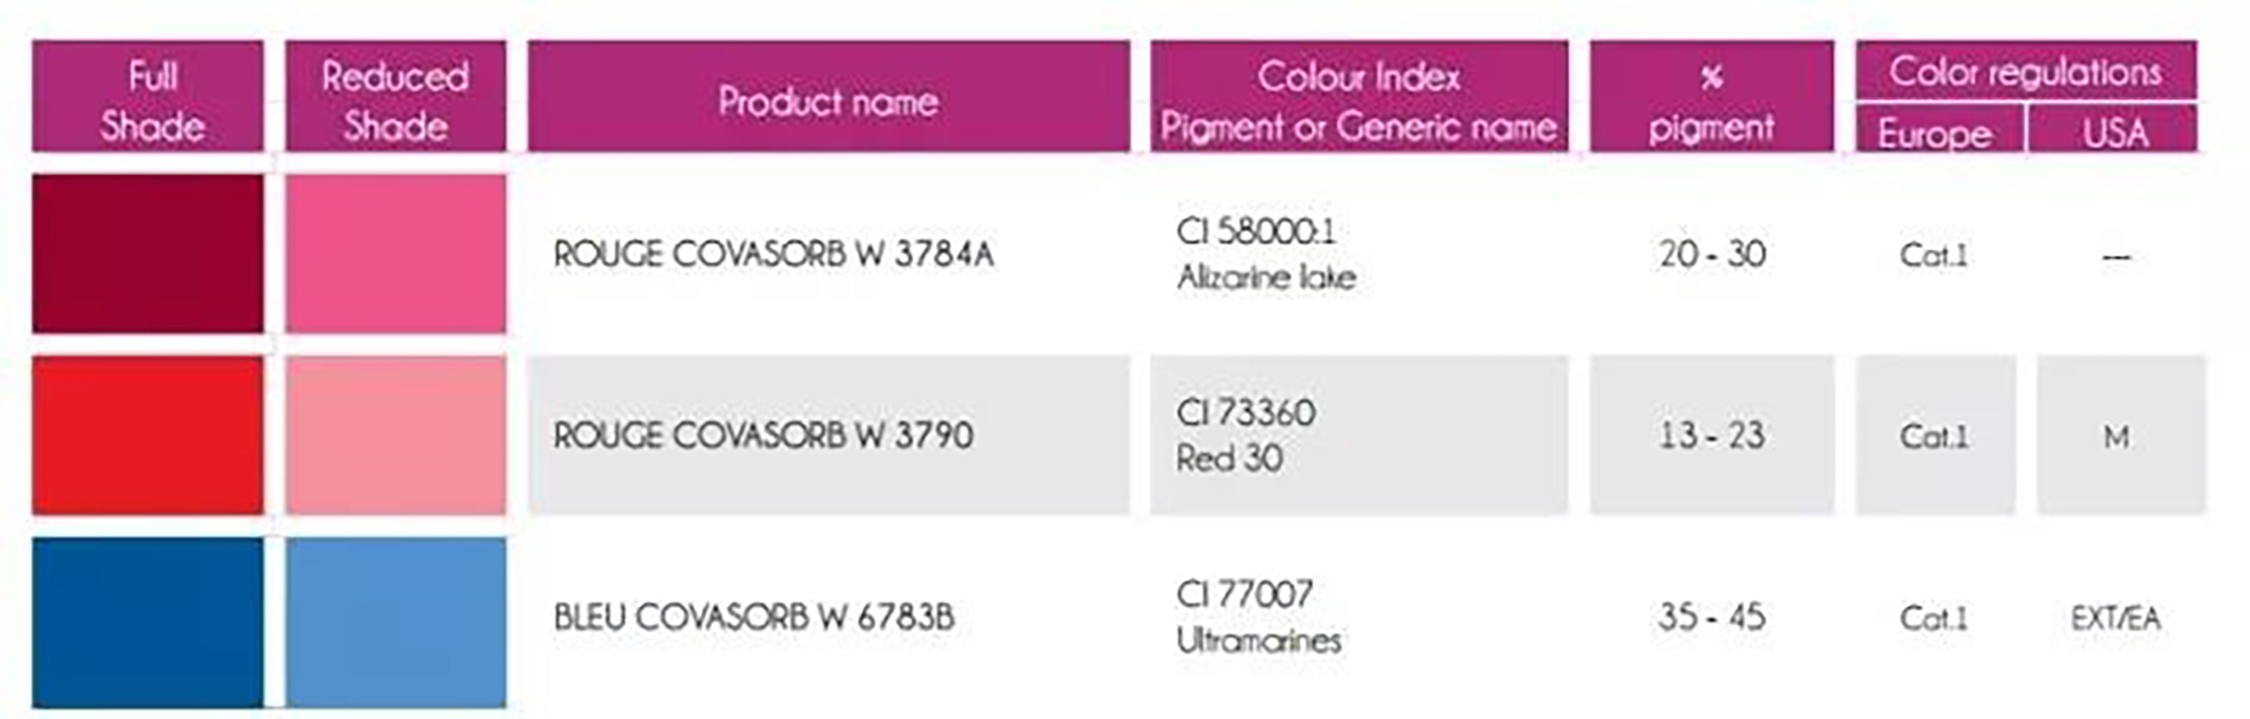 Full
Shade
Reduced
Shade
Product name
Colour Index
Pigment or Generic name
%
pigment
Color regulations
Europe
USA
ROUGE COVASORB W 3784A
CI 58000:1
Alizarine lake
20 - 30
Cat.1
---
ROUGE COVASORB W 3790
CI 73360
Red 30
13 - 23
Cat.1
M
BLEU COVASORB W 6783B
CI 77007
Ultramarines
35 - 45
Cat.1
EXT/EA